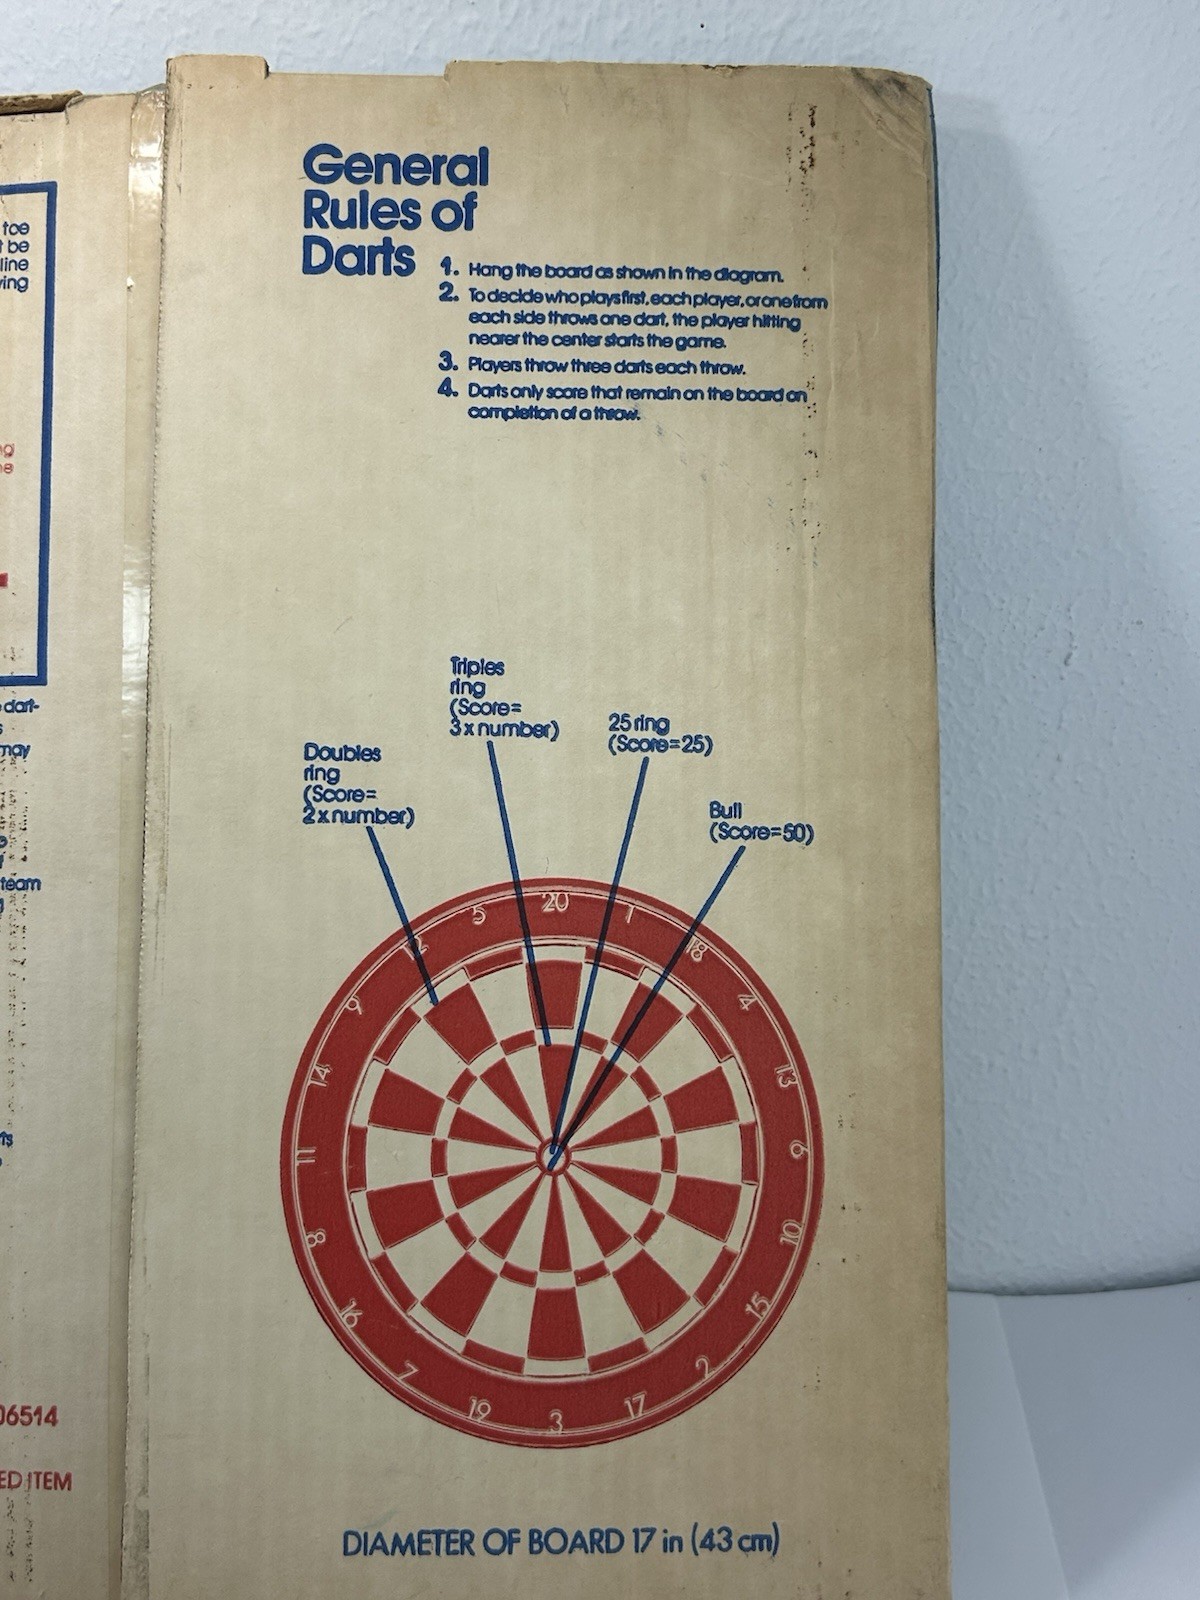 toe
t be
line
ving
ng
ne
dart-
s
may
team
g
06514
ED ITEM
General
Rules of
Darts
1. Hang the board as shown in the diagram.
2. To decide who plays first, each player, or one from
each side throws one dart, the player hitting
nearer the center starts the game.
3. Players throw three darts each throw.
4. Darts only score that remain on the board on
completion of a throw.
Triples
ring
(Score=
3 x number)
25 ring
(Score=25)
Doubles
ring
(Score=
2 x number)
Bull
(Score=50)
20
1
18
4
13
6
10
15
2
17
3
19
7
16
8
11
14
9
12
5
DIAMETER OF BOARD 17 in (43 cm)